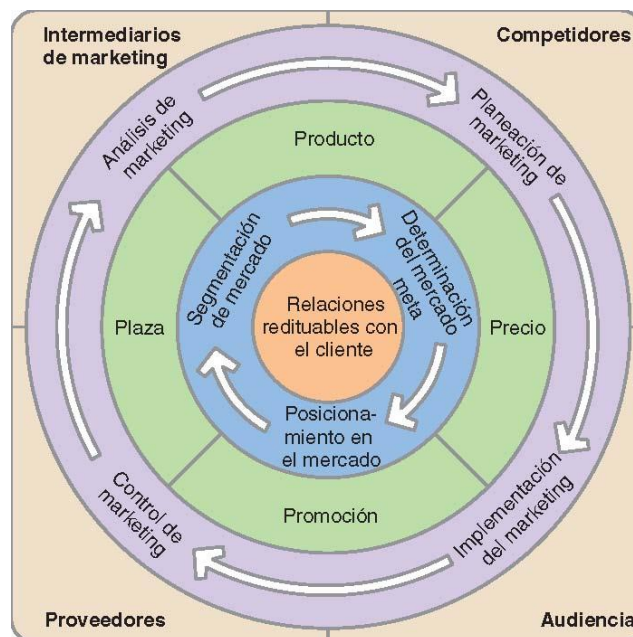 Intermediarios
de marketing
Competidores
Análisis de
marketing
Planeación de
marketing
Producto
Segmentación
de mercado
Determinación
del mercado
meta
Plaza
Relaciones
redituables con
el cliente
Precio
Posiciona-
miento en
el mercado
Control de
marketing
Promoción
Implementación
del marketing
Proveedores
Audiencia